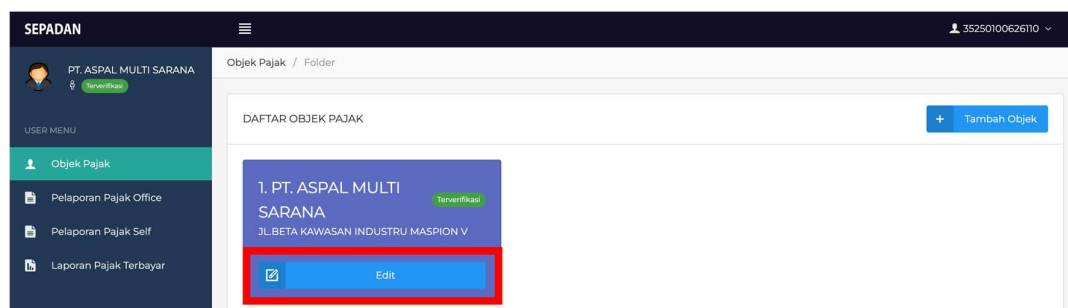 SEPADAN
35250100626110
PT. ASPAL MULTI SARANA
Terverifikasi
USER MENU
Objek Pajak
Pelaporan Pajak Office
Pelaporan Pajak Self
Laporan Pajak Terbayar
Objek Pajak / Folder
DAFTAR OBJEK PAJAK
+ Tambah Objek
1. PT. ASPAL MULTI
SARANA
Terverifikasi
JL.BETA KAWASAN INDUSTRU MASPION V
Edit